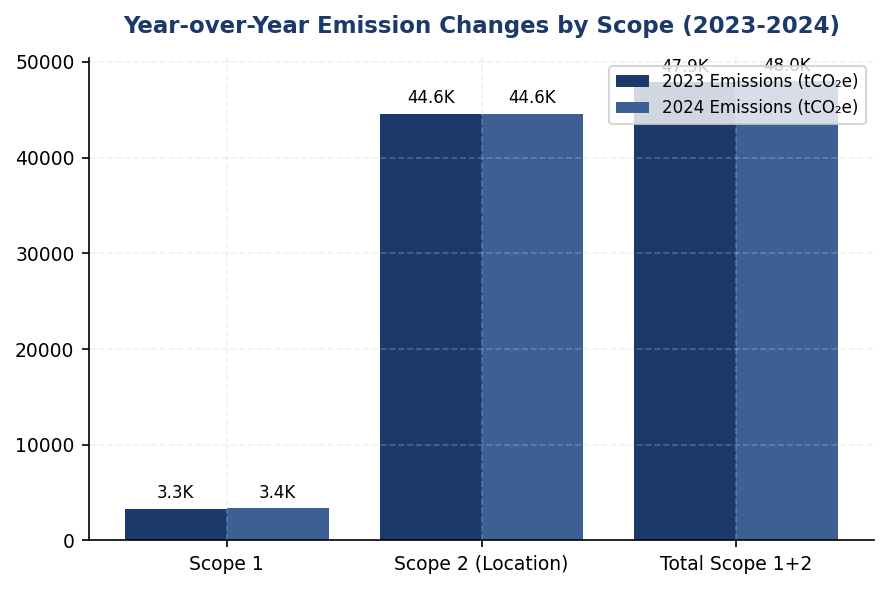 Year-over-Year Emission Changes by Scope (2023-2024)
50000
40000
30000
20000
10000
0
3.3K
3.4K
44.6K
44.6K
47.9K
48.0K
2023 Emissions (tCO₂e)
2024 Emissions (tCO₂e)
Scope 1
Scope 2 (Location)
Total Scope 1+2